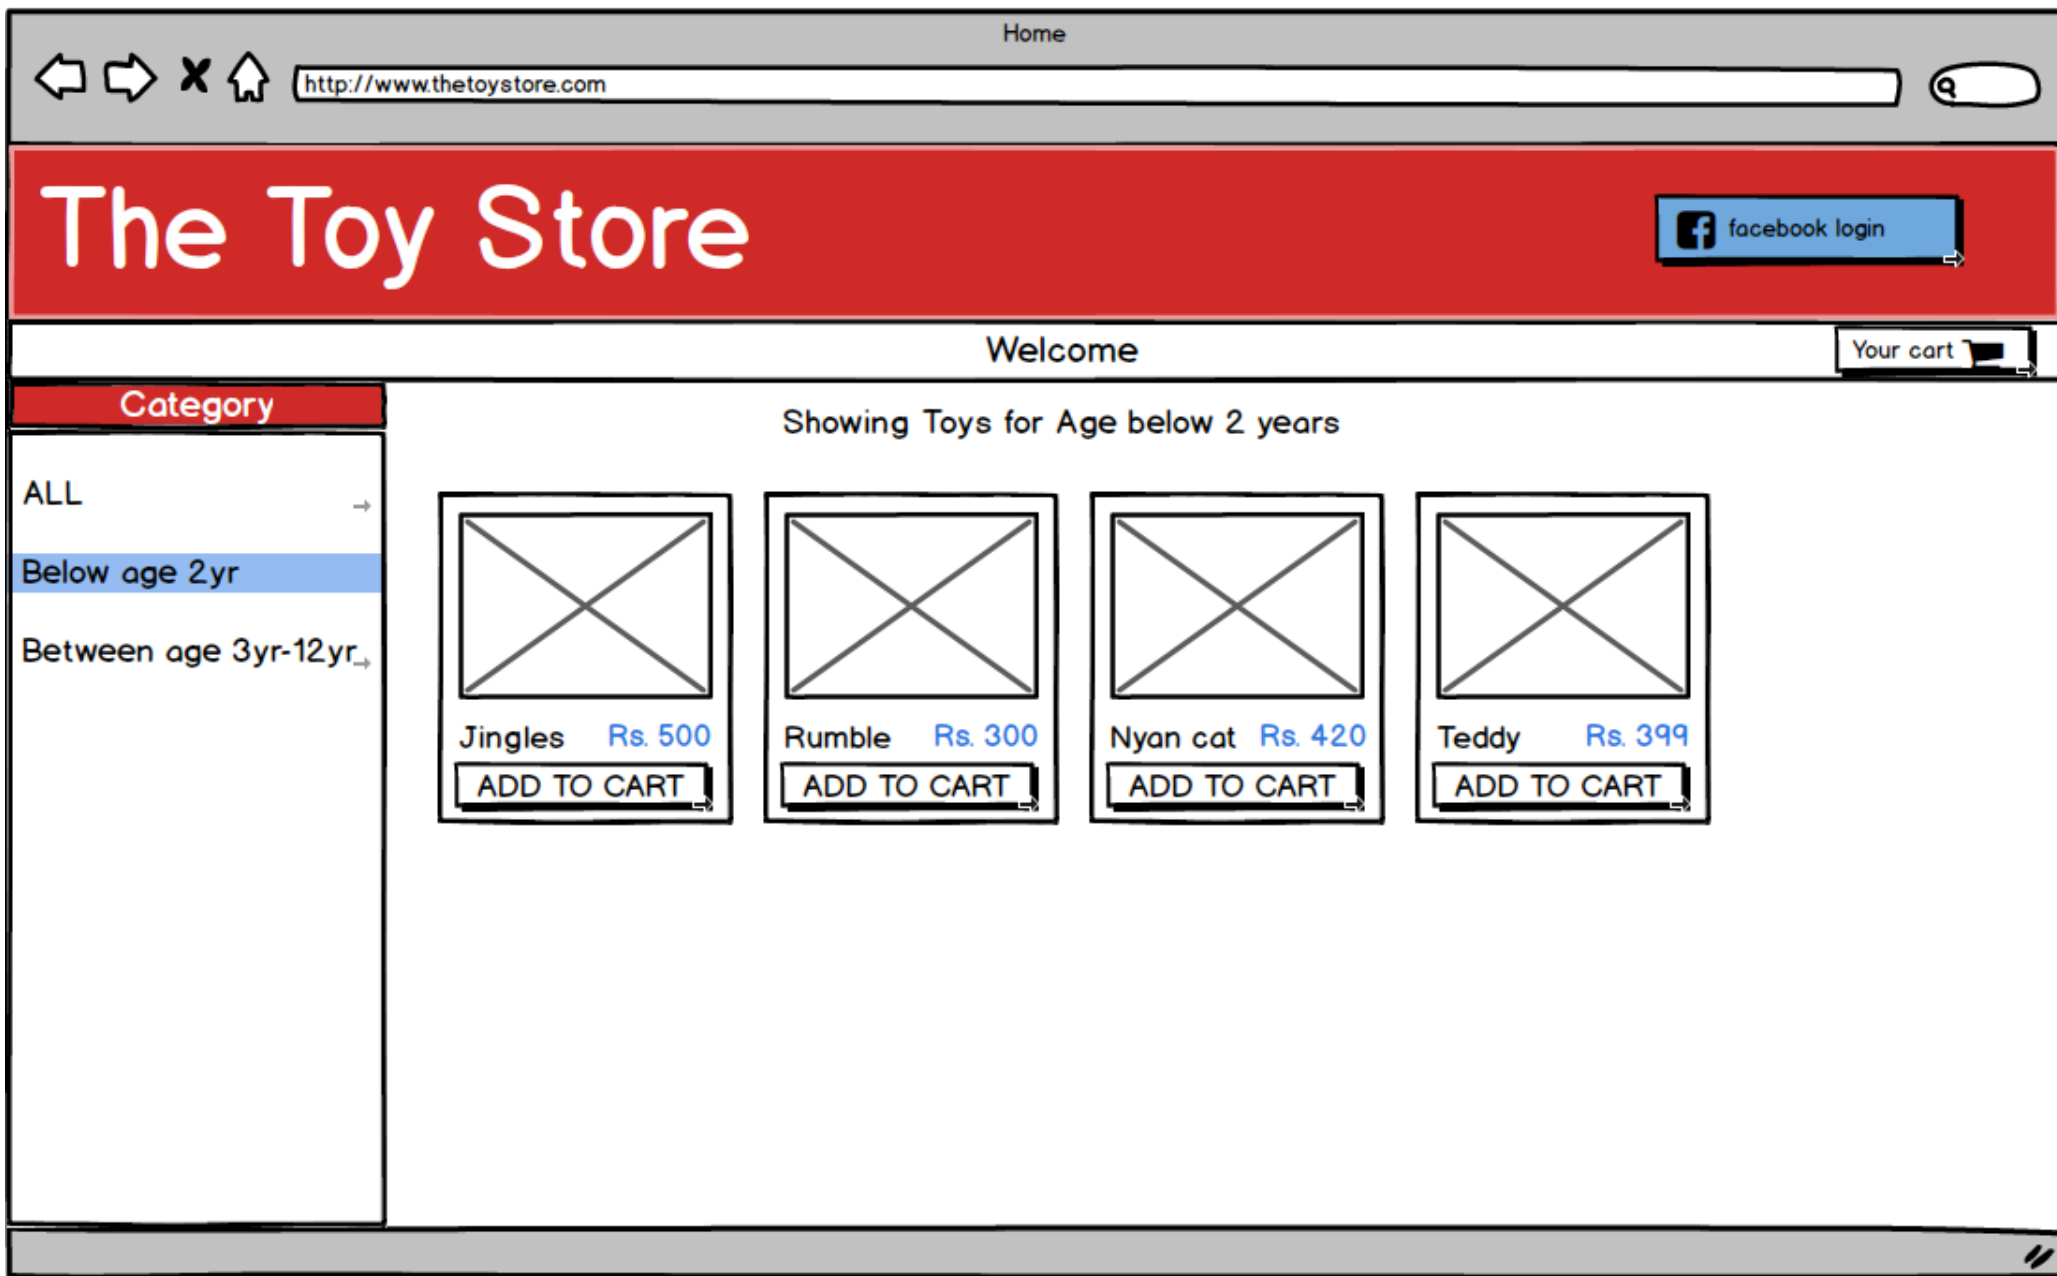 Home
http://www.thetoystore.com
The Toy Store
facebook login
Welcome
Your cart
Category
ALL
Below age 2yr
Between age 3yr-12yr
Showing Toys for Age below 2 years
Jingles Rs. 500
ADD TO CART
Rumble Rs. 300
ADD TO CART
Nyan cat Rs. 420
ADD TO CART
Teddy Rs. 399
ADD TO CART